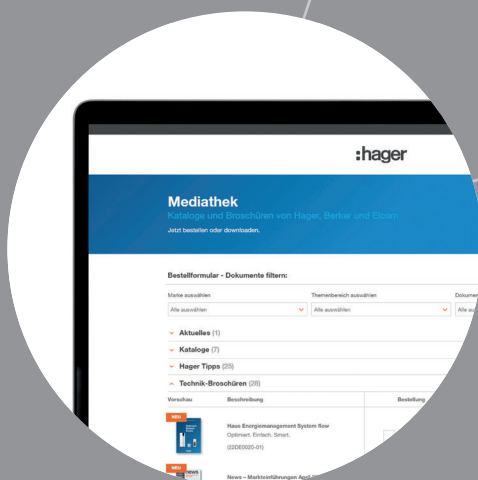 :hager
Mediathek
Kataloge und Broschüren von Hager, Berker und Elcom
Jetzt bestellen oder downloaden.
Bestellformular - Dokumente filtern:
Marke auswählen Themenbereich auswählen
Alle auswählen Alle auswählen
Aktuelles (1)
Kataloge (7)
Hager Tipps (25)
Technik-Broschüren (28)
Vorschau Beschreibung Bestellung
NEU
Haus Energiemanagement System flow
Optimiert. Einfach. Smart.
(22DE0020-01)
NEU
News – Markteinführungen April